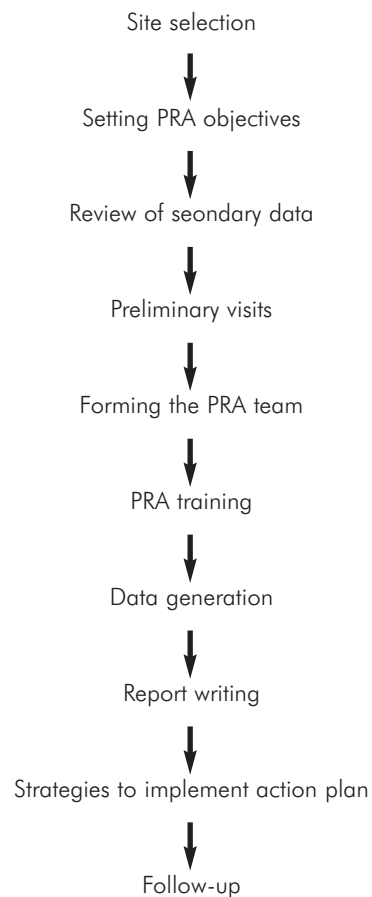 Site selection
Setting PRA objectives
Review of seondary data
Preliminary visits
Forming the PRA team
PRA training
Data generation
Report writing
Strategies to implement action plan
Follow-up